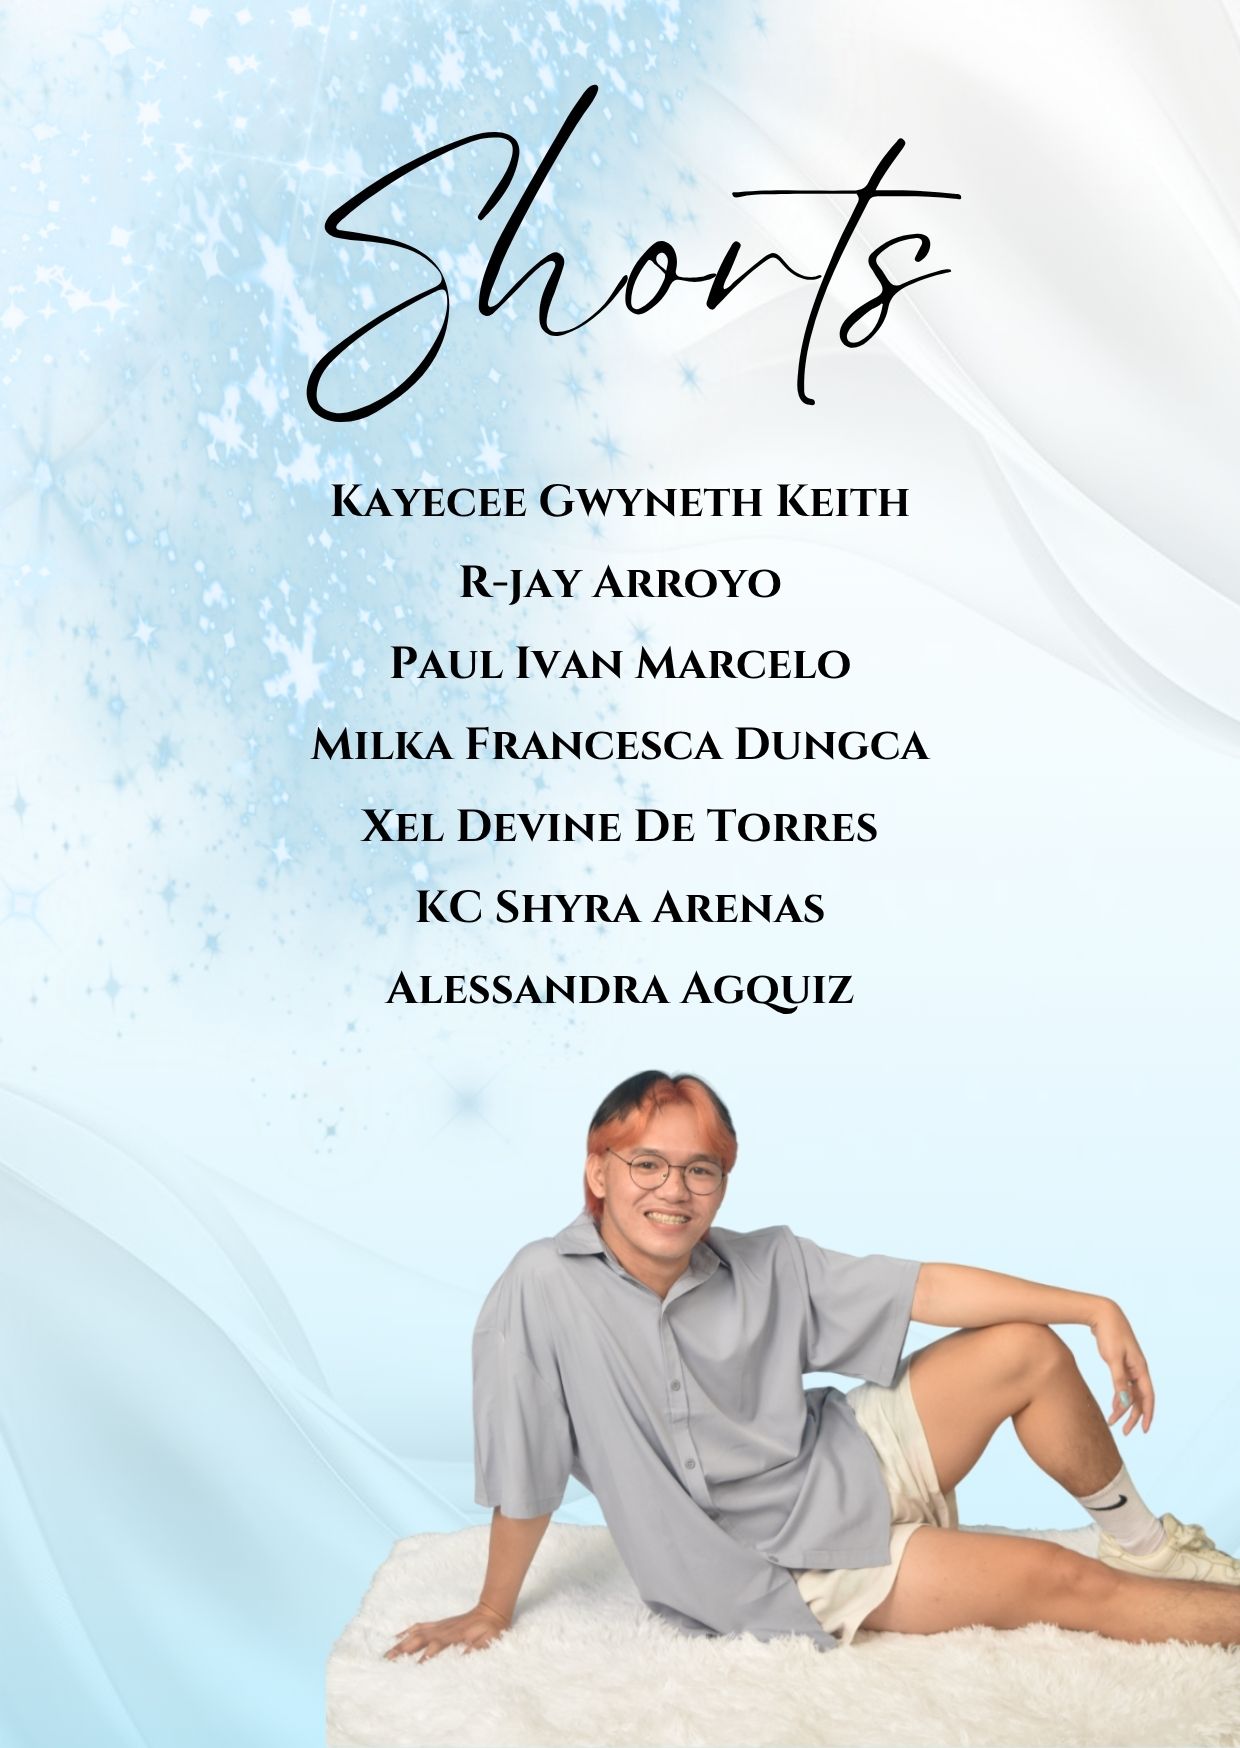 Shorts
Kayecee Gwyneth Keith
R-jay Arroyo
Paul Ivan Marcelo
Milka Francesca Dungca
Xel Devine De Torres
KC Shyra Arenas
Alessandra Agquiz